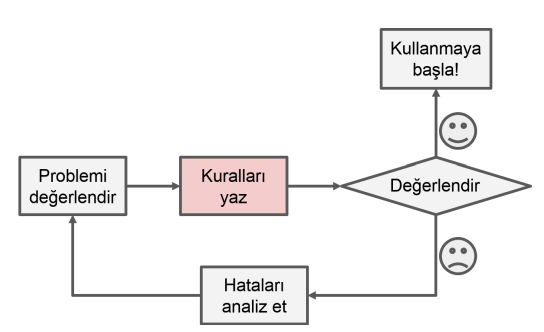 Kullanmaya
başla!
Problemi
değerlendir
Kuralları
yaz
Değerlendir
Hataları
analiz et